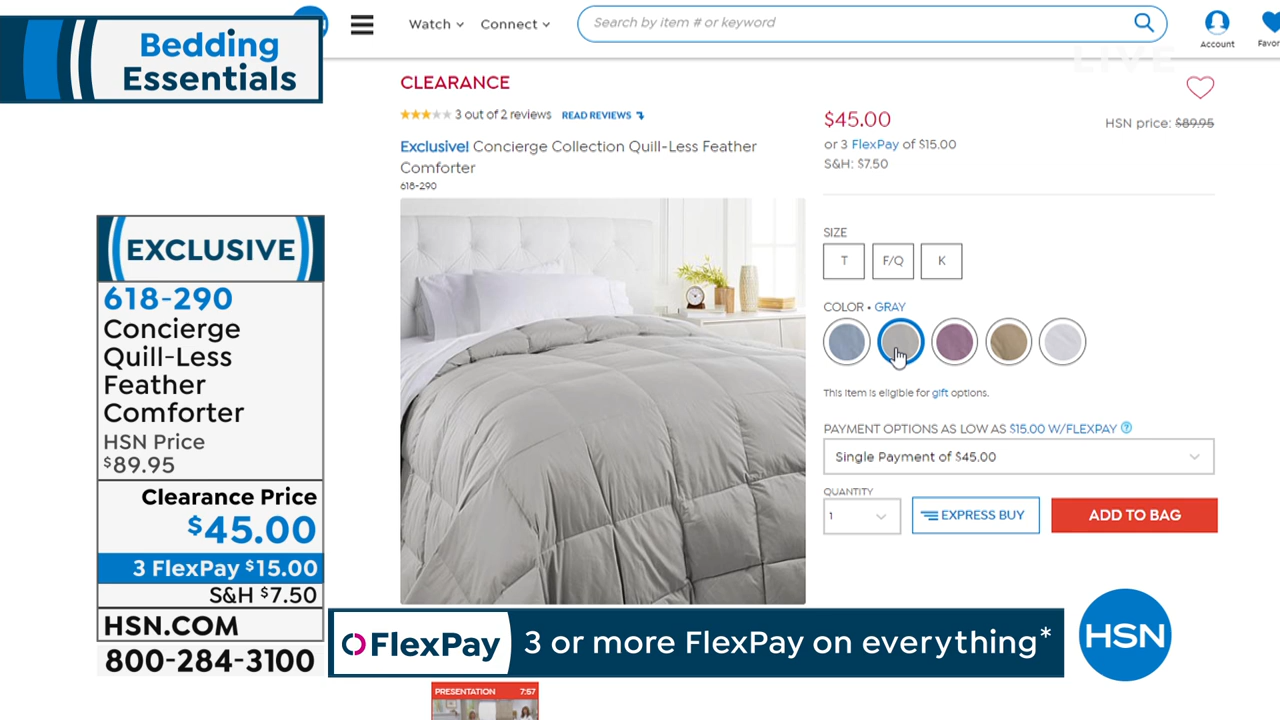 Bedding
Essentials
Watch
Connect
Search by item # or keyword
Account
Favor
LIVE
CLEARANCE
3 out of 2 reviews
READ REVIEWS
Exclusive! Concierge Collection Quill-Less Feather
Comforter
618-290
$45.00
HSN price: $89.95
or 3 FlexPay of $15.00
S&H: $7.50
SIZE
T
F/Q
K
COLOR • GRAY
This item is eligible for gift options.
PAYMENT OPTIONS AS LOW AS $15.00 W/FLEXPAY ?
Single Payment of $45.00
QUANTITY
1
EXPRESS BUY
ADD TO BAG
EXCLUSIVE
618-290
Concierge
Quill-Less
Feather
Comforter
HSN Price
$89.95
Clearance Price
$45.00
3 FlexPay $15.00
S&H $7.50
HSN.COM
800-284-3100
FlexPay
3 or more FlexPay on everything*
HSN
PRESENTATION 7:57